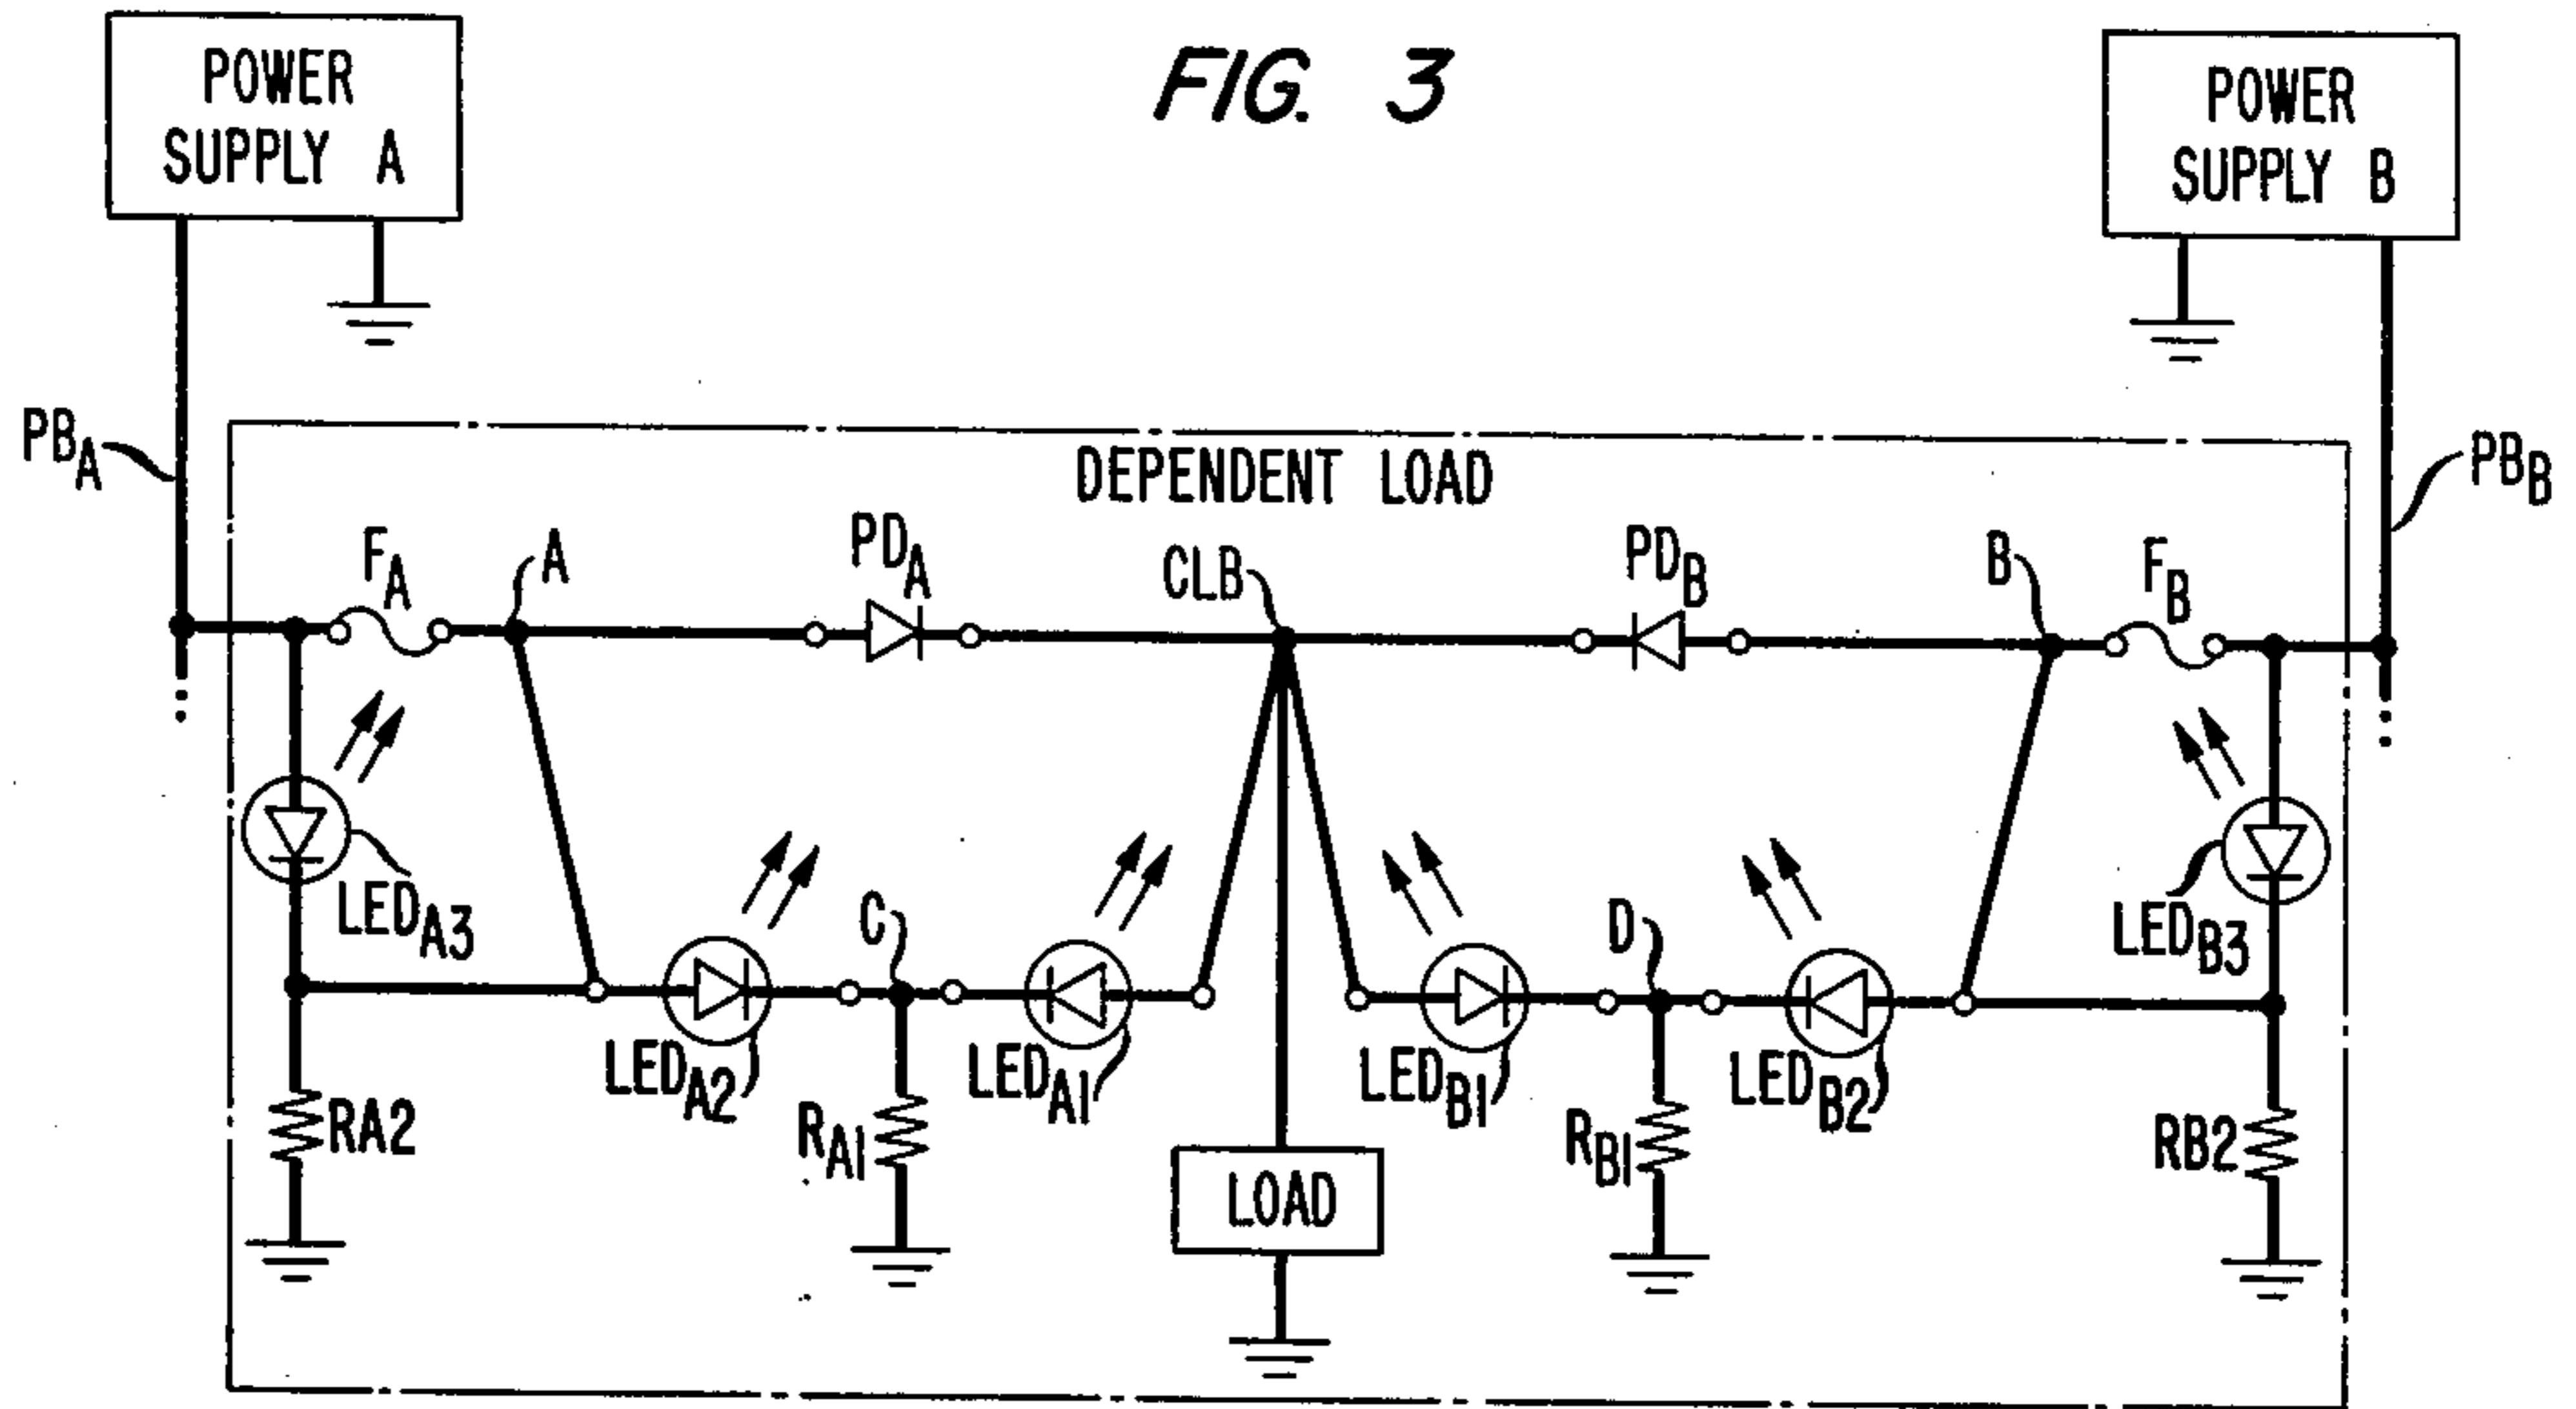 FIG. 3
POWER
SUPPLY A
POWER
SUPPLY B
PBA
PBB
DEPENDENT LOAD
FA
A
PDA
CLB
PDB
B
FB
LEDA3
LEDB3
C
D
LEDA2
LEDA1
LEDB1
LEDB2
RA2
RA1
RB1
RB2
LOAD